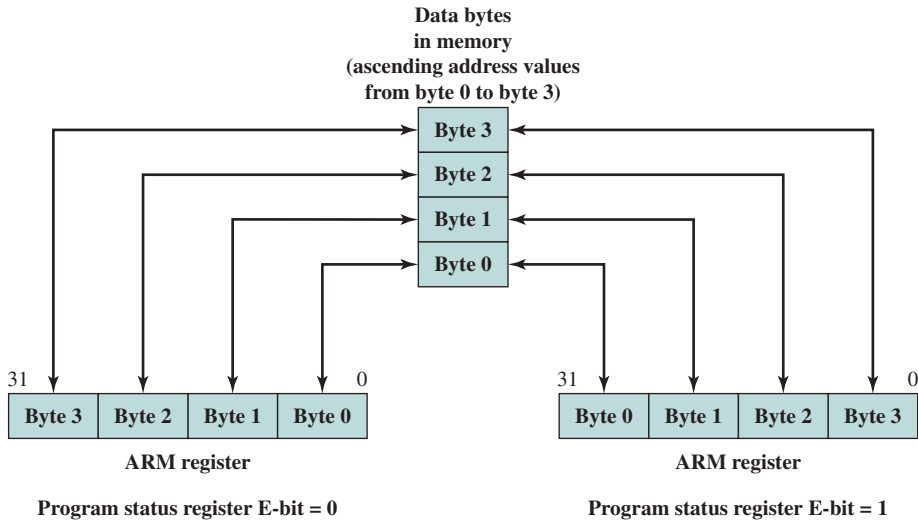 Data bytes
in memory
(ascending address values
from byte 0 to byte 3)
Byte 3
Byte 2
Byte 1
Byte 0
31 0
Byte 3 Byte 2 Byte 1 Byte 0
ARM register
Program status register E-bit = 0
31 0
Byte 0 Byte 1 Byte 2 Byte 3
ARM register
Program status register E-bit = 1